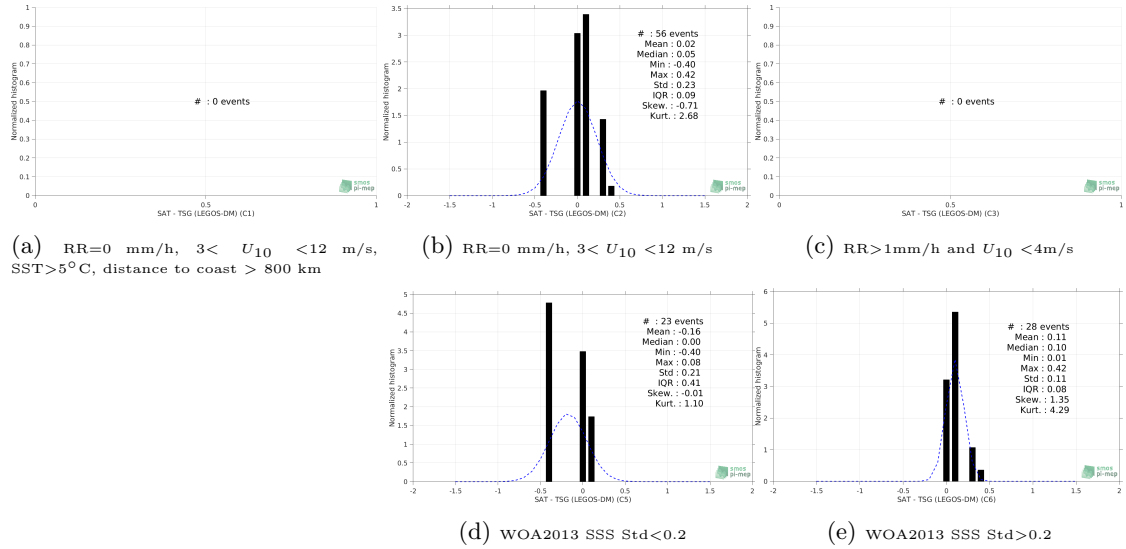 1
0.9
0.8
0.7
0.6
0.5
0.4
0.3
0.2
0.1
0
Normalized histogram
# : 0 events
smos
pi-mep
0 0.5 1
SAT - TSG (LEGOS-DM) (C1)
(a) RR=0 mm/h, 3< U10 <12 m/s,
SST>5°C, distance to coast > 800 km
3.5
3
2.5
2
1.5
1
0.5
0
Normalized histogram
# : 56 events
Mean : 0.02
Median : 0.05
Min : -0.40
Max : 0.42
Std : 0.23
IQR : 0.09
Skew. : -0.71
Kurt. : 2.68
smos
pi-mep
-2 -1.5 -1 -0.5 0 0.5 1 1.5 2
SAT - TSG (LEGOS-DM) (C2)
(b) RR=0 mm/h, 3< U10 <12 m/s
1
0.9
0.8
0.7
0.6
0.5
0.4
0.3
0.2
0.1
0
Normalized histogram
# : 0 events
smos
pi-mep
0 0.5 1
SAT - TSG (LEGOS-DM) (C3)
(c) RR>1mm/h and U10 <4m/s
5
4.5
4
3.5
3
2.5
2
1.5
1
0.5
0
Normalized histogram
# : 23 events
Mean : -0.16
Median : 0.00
Min : -0.40
Max : 0.08
Std : 0.21
IQR : 0.41
Skew. : -0.01
Kurt. : 1.10
smos
pi-mep
-2 -1.5 -1 -0.5 0 0.5 1 1.5 2
SAT - TSG (LEGOS-DM) (C5)
(d) WOA2013 SSS Std<0.2
6
5
4
3
2
1
0
Normalized histogram
# : 28 events
Mean : 0.11
Median : 0.10
Min : 0.01
Max : 0.42
Std : 0.11
IQR : 0.08
Skew. : 1.35
Kurt. : 4.29
smos
pi-mep
-2 -1.5 -1 -0.5 0 0.5 1 1.5 2
SAT - TSG (LEGOS-DM) (C6)
(e) WOA2013 SSS Std>0.2